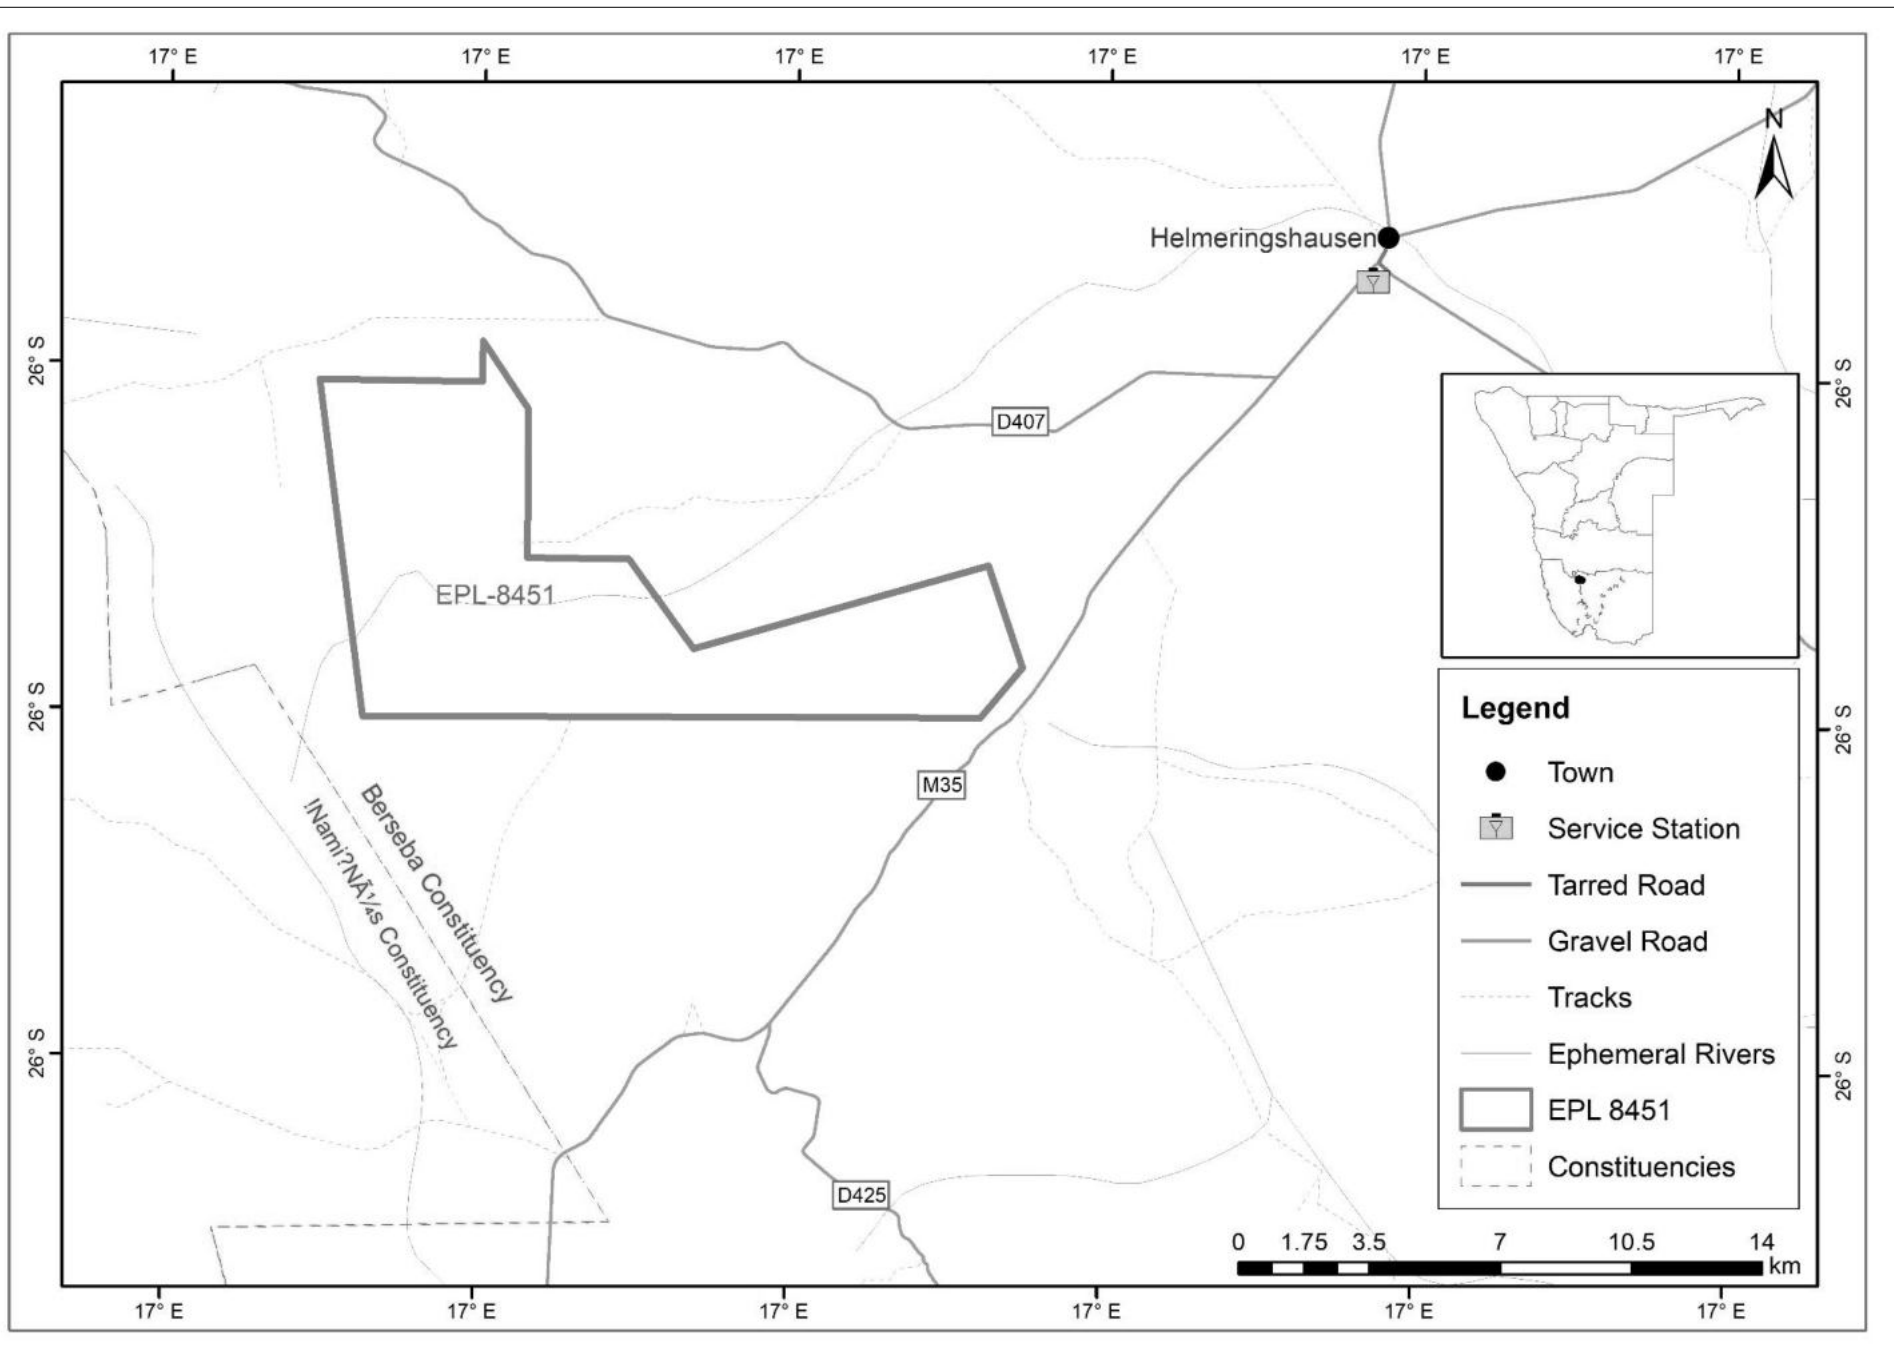 17° E 17° E 17° E 17° E 17° E 17° E
N
Helmeringshausen
26° S
26° S
D407
EPL-8451
26° S
26° S
M35
Berseba Constituency
!Nami?NÃ¼s Constituency
26° S
26° S
D425
Legend
Town
Service Station
Tarred Road
Gravel Road
Tracks
Ephemeral Rivers
EPL 8451
Constituencies
0 1.75 3.5 7 10.5 14
km
17° E 17° E 17° E 17° E 17° E 17° E